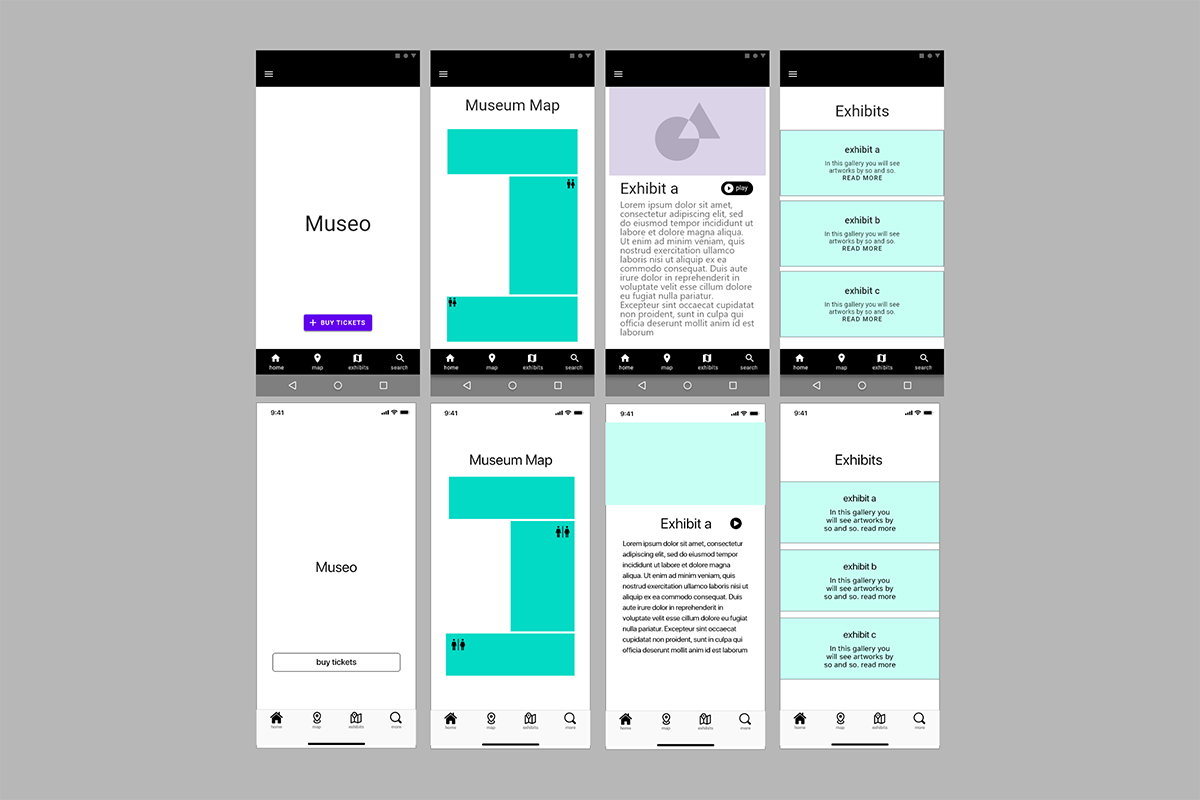 Museo
+ BUY TICKETS
home map exhibits search
Museum Map
home map exhibits search
Exhibit a
play
Lorem ipsum dolor sit amet,
consectetur adipiscing elit, sed
do eiusmod tempor incididunt ut
labore et dolore magna aliqua.
Ut enim ad minim veniam, quis
nostrud exercitation ullamco
laboris nisi ut aliquip ex ea
commodo consequat. Duis aute
irure dolor in reprehenderit in
voluptate velit esse cillum dolore
eu fugiat nulla pariatur.
Excepteur sint occaecat cupidatat
non proident, sunt in culpa qui
officia deserunt mollit anim id est
laborum
home map exhibits search
Exhibits
exhibit a
in this gallery you will see
artworks by so and so.
READ MORE
exhibit b
In this gallery you will see
artworks by so and so.
READ MORE
exhibit c
In this gallery you will see
artworks by so and so.
READ MORE
home map exhibits search
9:41
Museo
buy tickets
home map exhibits more
9:41
Museum Map
home map exhibits more
9:41
Exhibit a
Lorem ipsum dolor sit amet, consectetur
adipiscing elit, sed do eiusmod tempor
incididunt ut labore et dolore magna
aliqua. Ut enim ad minim veniam, quis
nostrud exercitation ullamco laboris nisi ut
aliquip ex ea commodo consequat. Duis
aute irure dolor in reprehenderit in
voluptate velit esse cillum dolore eu fugiat
nulla pariatur. Excepteur sint occaecat
cupidatat non proident, sunt in culpa qui
officia deserunt mollit anim id est laborum
home map exhibits more
9:41
Exhibits
exhibit a
In this gallery you
will see artworks by
so and so. read more
exhibit b
In this gallery you
will see artworks by
so and so. read more
exhibit c
In this gallery you
will see artworks by
so and so. read more
home map exhibits more